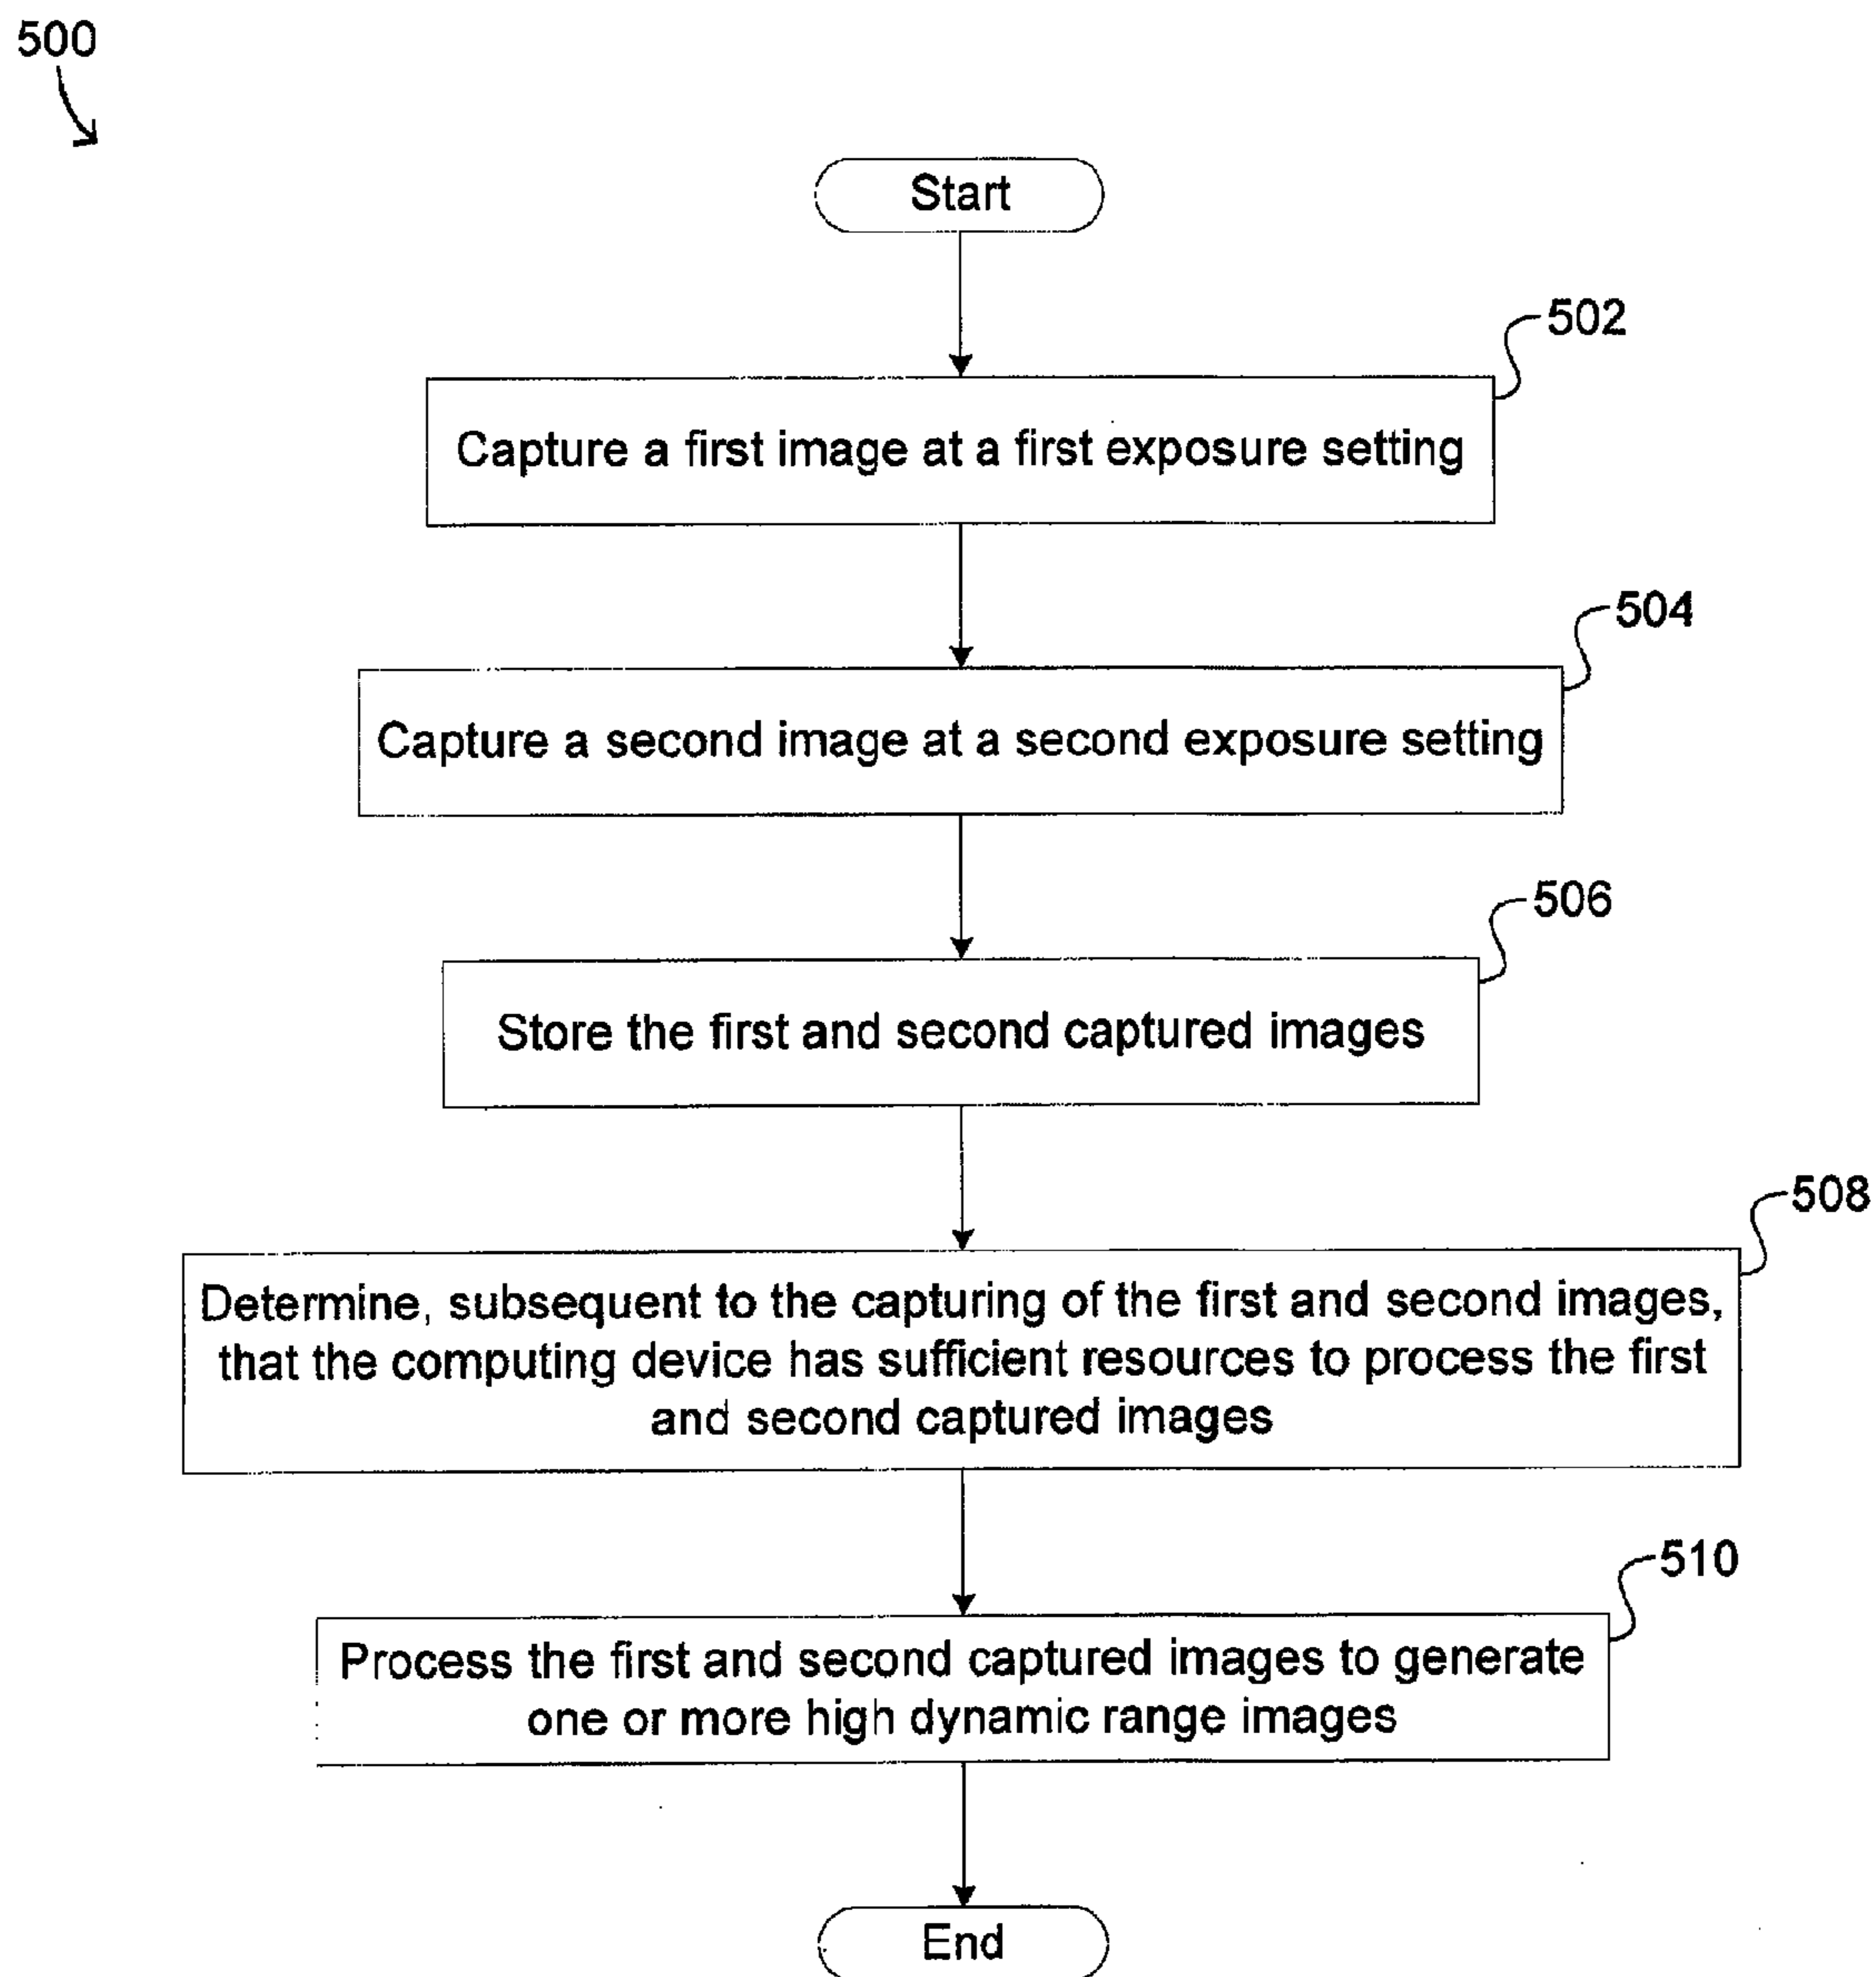 500
Start
502
Capture a first image at a first exposure setting
504
Capture a second image at a second exposure setting
506
Store the first and second captured images
508
Determine, subsequent to the capturing of the first and second images,
that the computing device has sufficient resources to process the first
and second captured images
510
Process the first and second captured images to generate
one or more high dynamic range images
End